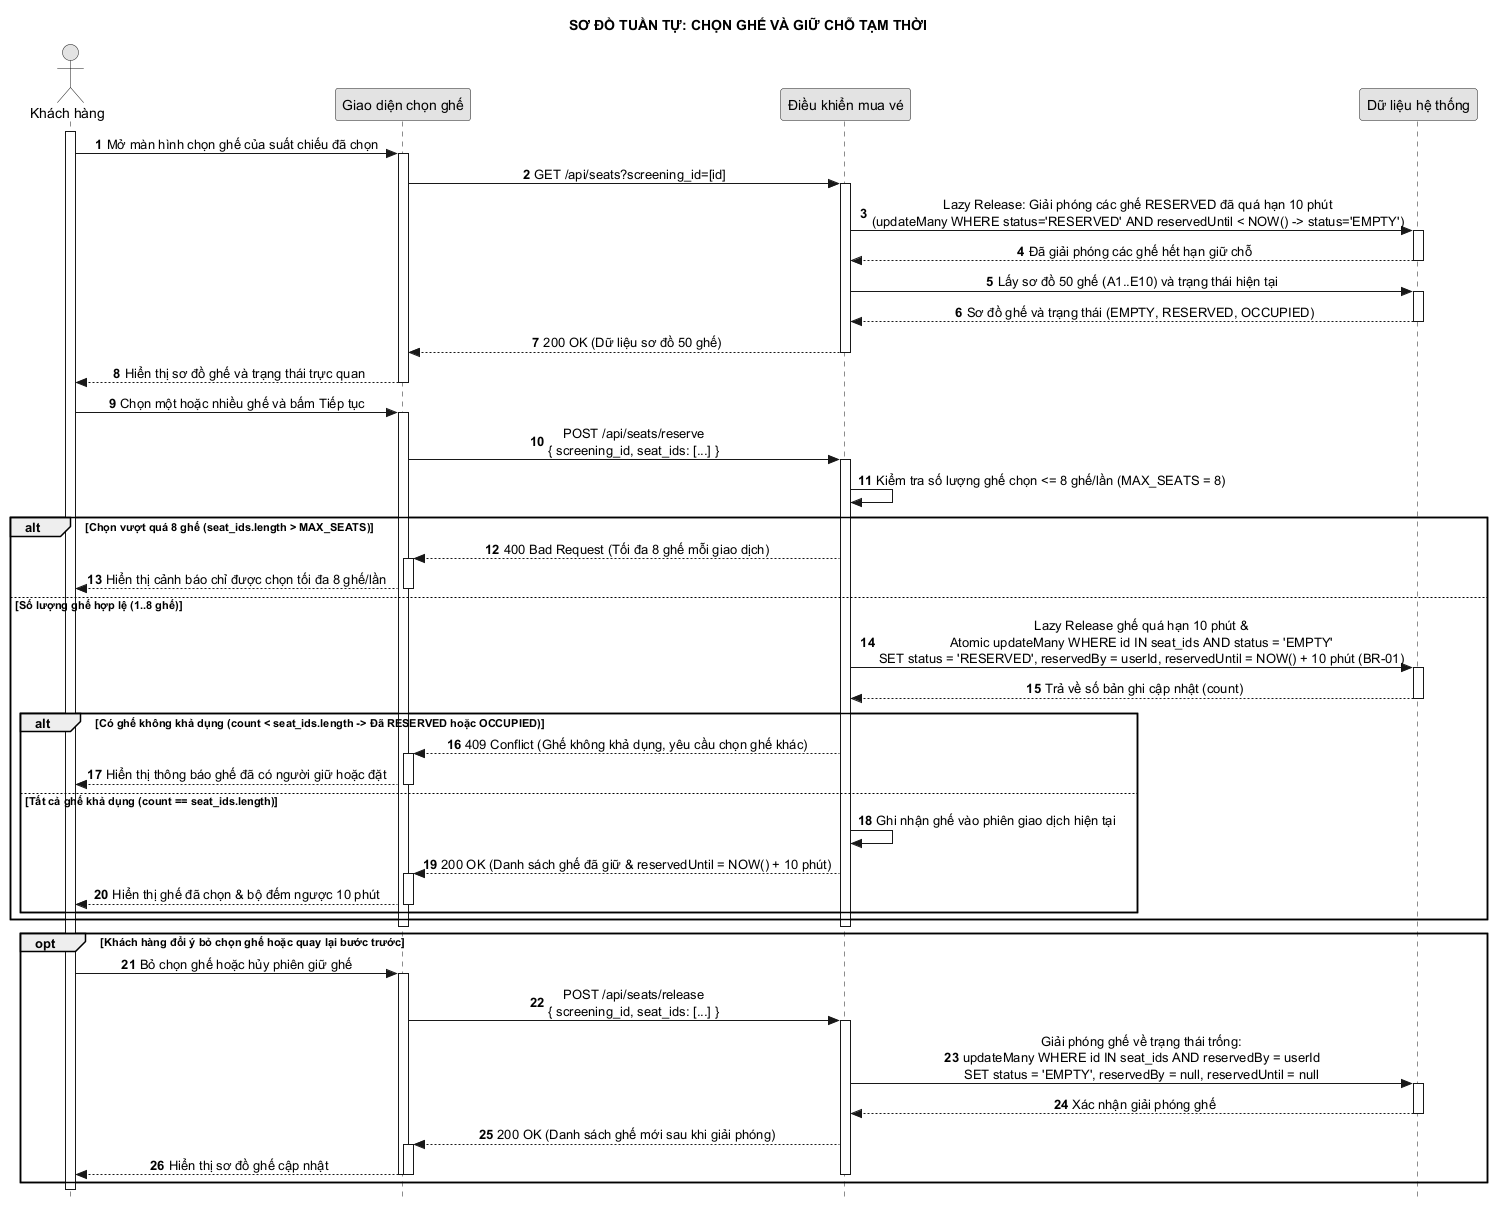 SƠ ĐỒ TUẦN TỰ: CHỌN GHẾ VÀ GIỮ CHỖ TẠM THỜI
Khách hàng
Giao diện chọn ghế
Điều khiển mua vé
Dữ liệu hệ thống
1 Mở màn hình chọn ghế của suất chiếu đã chọn
2 GET /api/seats?screening_id=[id]
3 Lazy Release: Giải phóng các ghế RESERVED đã quá hạn 10 phút
(updateMany WHERE status='RESERVED' AND reservedUntil < NOW() -> status='EMPTY')
4 Đã giải phóng các ghế hết hạn giữ chỗ
5 Lấy sơ đồ 50 ghế (A1..E10) và trạng thái hiện tại
6 Sơ đồ ghế và trạng thái (EMPTY, RESERVED, OCCUPIED)
7 200 OK (Dữ liệu sơ đồ 50 ghế)
8 Hiển thị sơ đồ ghế và trạng thái trực quan
9 Chọn một hoặc nhiều ghế và bấm Tiếp tục
10 POST /api/seats/reserve
{ screening_id, seat_ids: [...] }
11 Kiểm tra số lượng ghế chọn <= 8 ghế/lần (MAX_SEATS = 8)
alt [Chọn vượt quá 8 ghế (seat_ids.length > MAX_SEATS)]
12 400 Bad Request (Tối đa 8 ghế mỗi giao dịch)
13 Hiển thị cảnh báo chỉ được chọn tối đa 8 ghế/lần
[Số lượng ghế hợp lệ (1..8 ghế)]
14 Lazy Release ghế quá hạn 10 phút &
Atomic updateMany WHERE id IN seat_ids AND status = 'EMPTY'
SET status = 'RESERVED', reservedBy = userId, reservedUntil = NOW() + 10 phút (BR-01)
15 Trả về số bản ghi cập nhật (count)
alt [Có ghế không khả dụng (count < seat_ids.length -> Đã RESERVED hoặc OCCUPIED)]
16 409 Conflict (Ghế không khả dụng, yêu cầu chọn ghế khác)
17 Hiển thị thông báo ghế đã có người giữ hoặc đặt
[Tất cả ghế khả dụng (count == seat_ids.length)]
18 Ghi nhận ghế vào phiên giao dịch hiện tại
19 200 OK (Danh sách ghế đã giữ & reservedUntil = NOW() + 10 phút)
20 Hiển thị ghế đã chọn & bộ đếm ngược 10 phút
opt [Khách hàng đổi ý bỏ chọn ghế hoặc quay lại bước trước]
21 Bỏ chọn ghế hoặc hủy phiên giữ ghế
22 POST /api/seats/release
{ screening_id, seat_ids: [...] }
Giải phóng ghế về trạng thái trống:
23 updateMany WHERE id IN seat_ids AND reservedBy = userId
SET status = 'EMPTY', reservedBy = null, reservedUntil = null
24 Xác nhận giải phóng ghế
25 200 OK (Danh sách ghế mới sau khi giải phóng)
26 Hiển thị sơ đồ ghế cập nhật